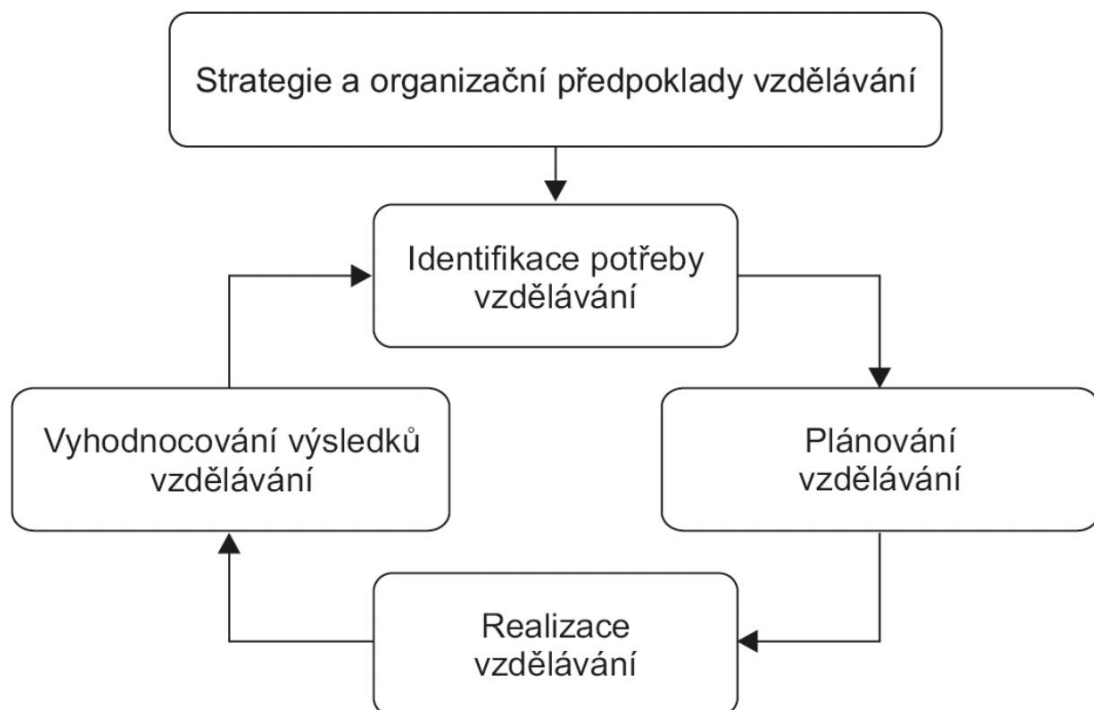 Strategie a organizační předpoklady vzdělávání
Identifikace potřeby
vzdělávání
Vyhodnocování výsledků
vzdělávání
Plánování
vzdělávání
Realizace
vzdělávání